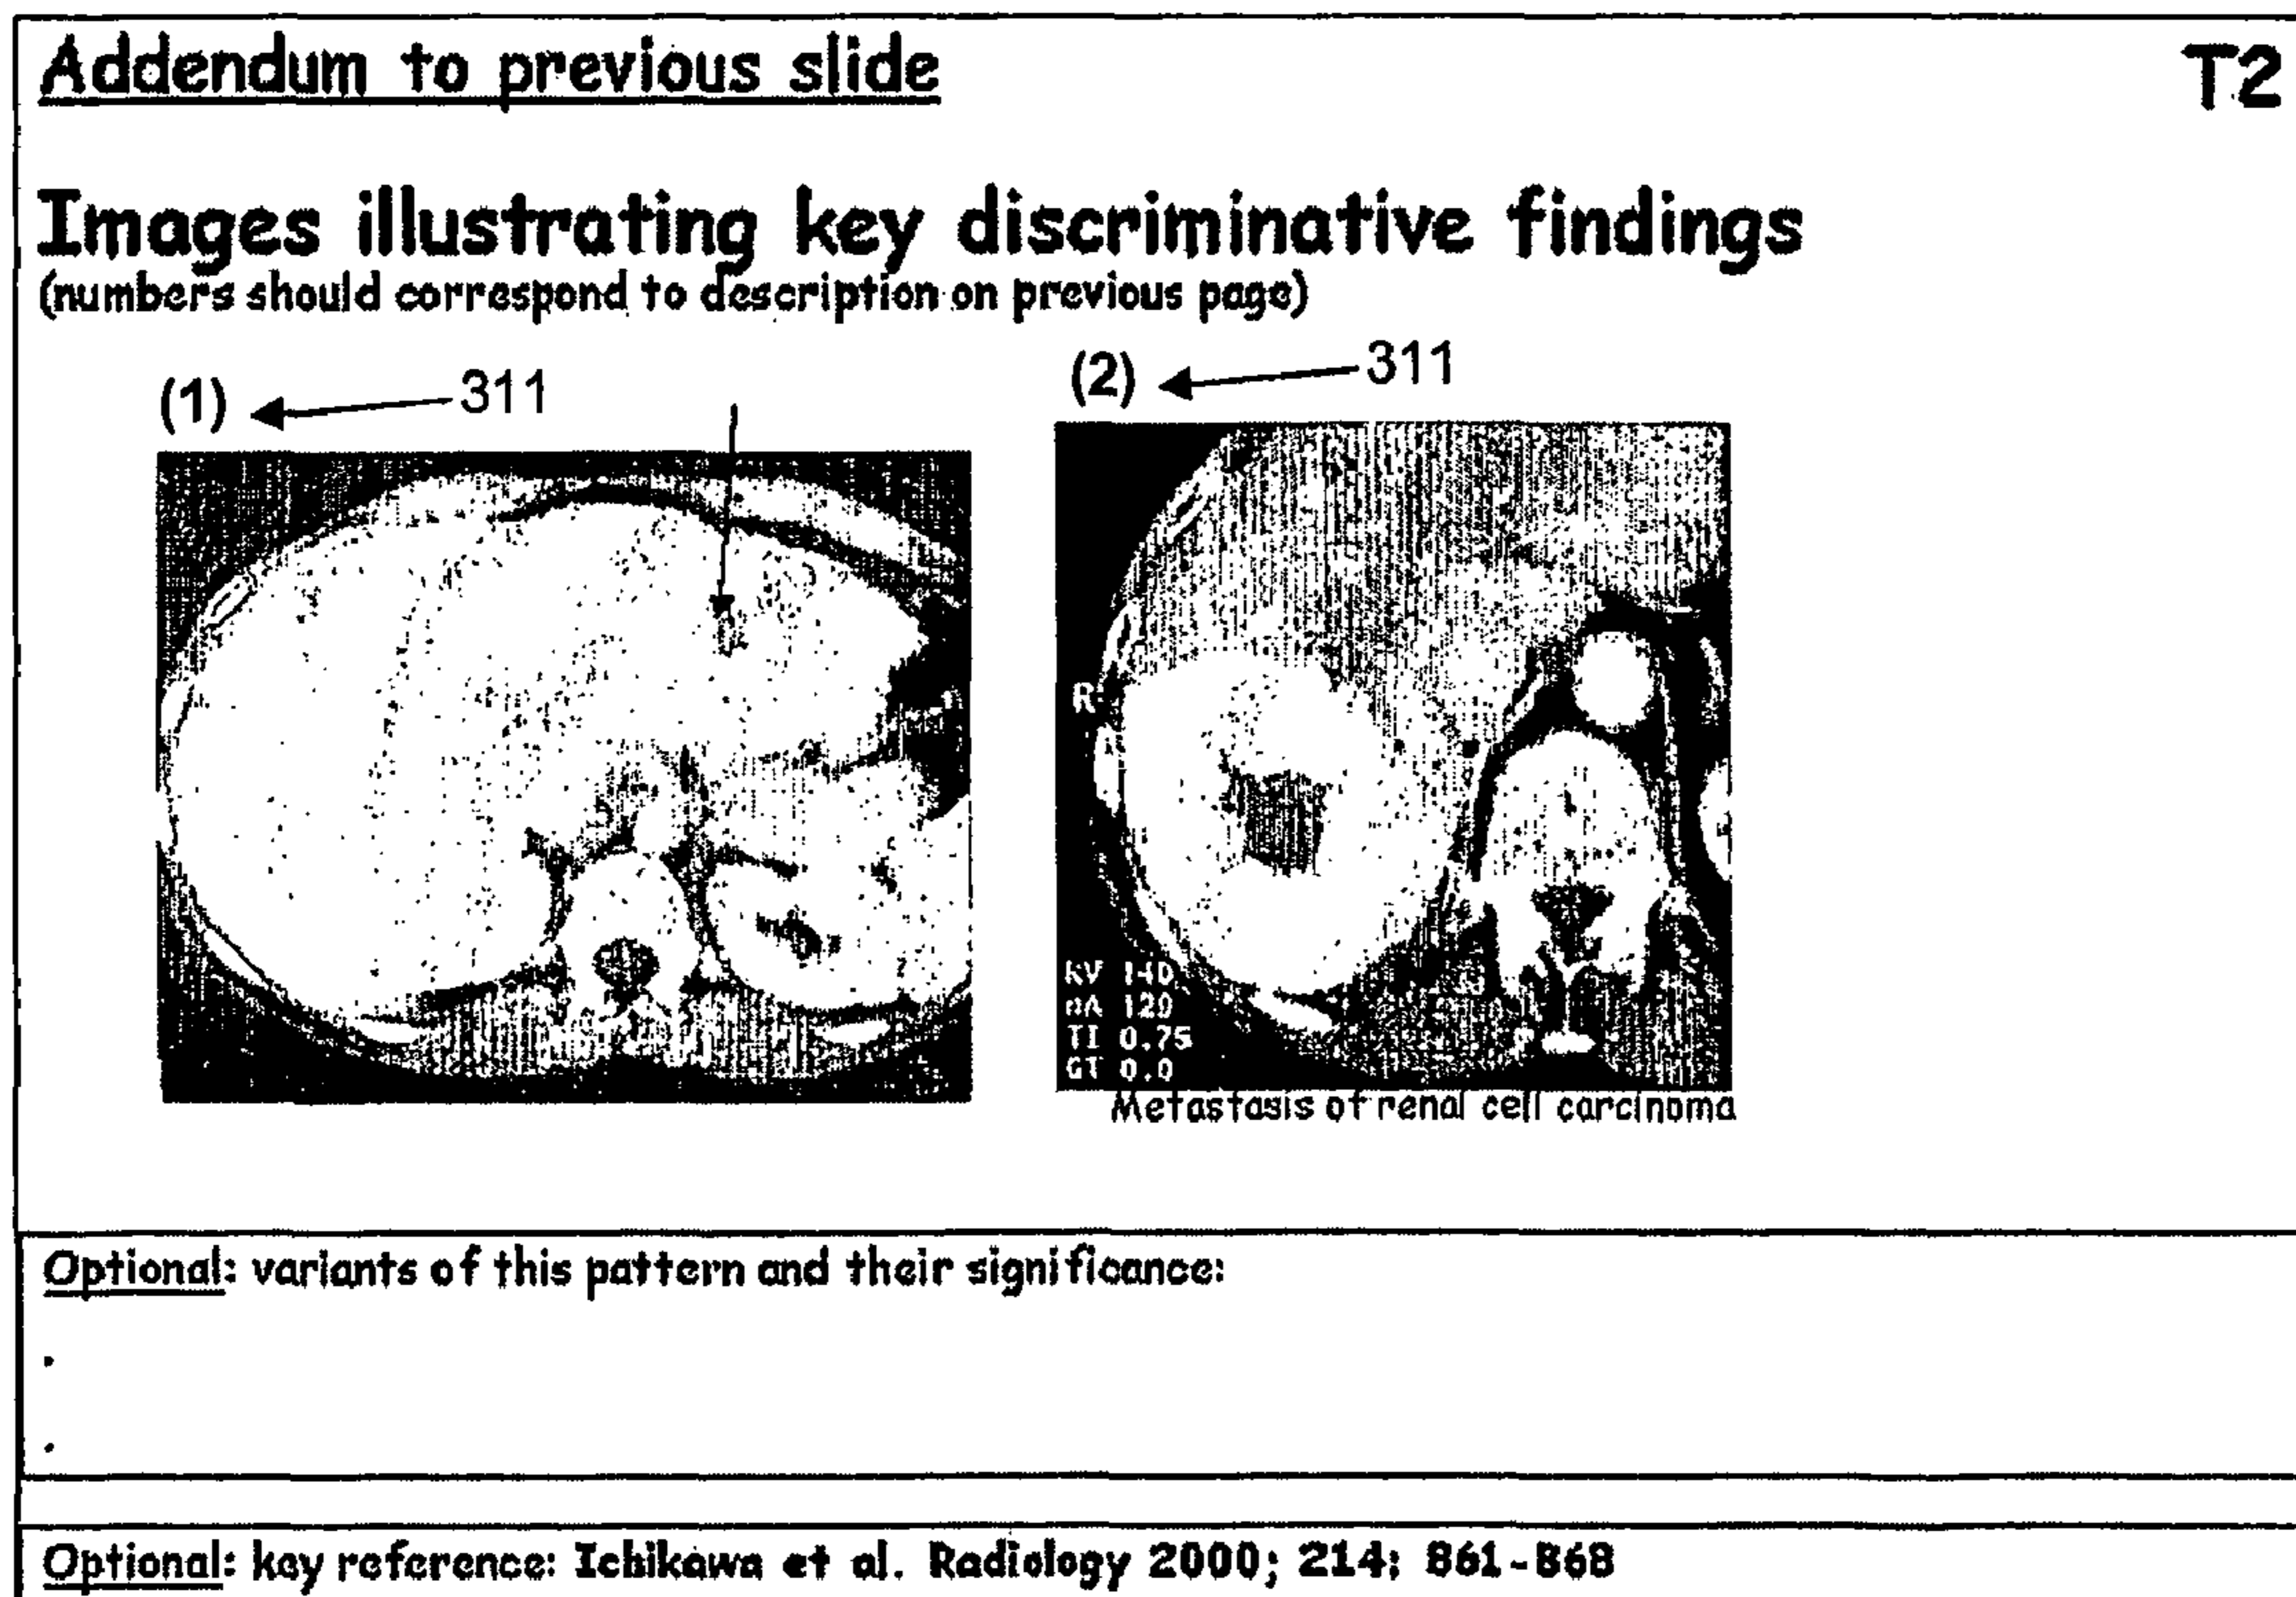 Addendum to previous slide T2
Images illustrating key discriminative findings
(numbers should correspond to description on previous page)
(1) 311
(2) 311
R
kV 140
mA 120
TI 0.75
GT 0.0
Metastasis of renal cell carcinoma
Optional: variants of this pattern and their significance:
Optional: key reference: Ichikawa et al. Radiology 2000; 214: 861-868